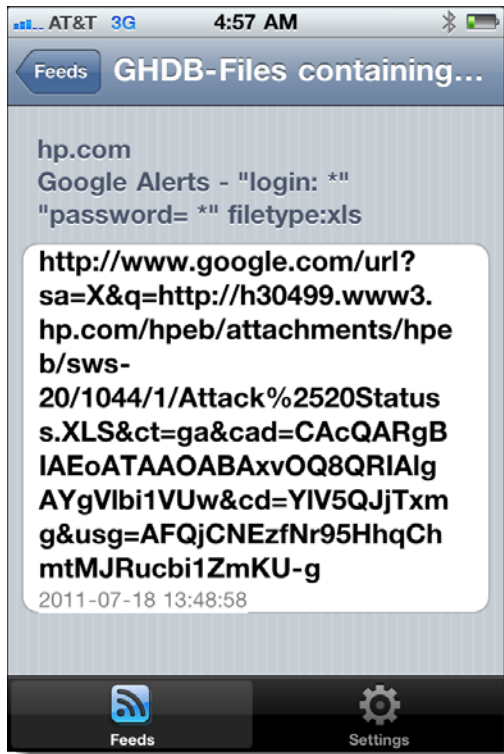 AT&T 3G 4:57 AM
Feeds GHDB-Files containing...
hp.com
Google Alerts - "login: *"
"password= *" filetype:xls
http://www.google.com/url?
sa=X&q=http://h30499.www3.
hp.com/hpeb/attachments/hpe
b/sws-
20/1044/1/Attack%2520Status
s.XLS&ct=ga&cad=CAcQARgB
IAEoATAAOABAxvOQ8QRIAlg
AYgVlbi1VUw&cd=YlV5QJjTxm
g&usg=AFQjCNEzfNr95HhqCh
mtMJRucbi1ZmKU-g
2011-07-18 13:48:58
Feeds Settings